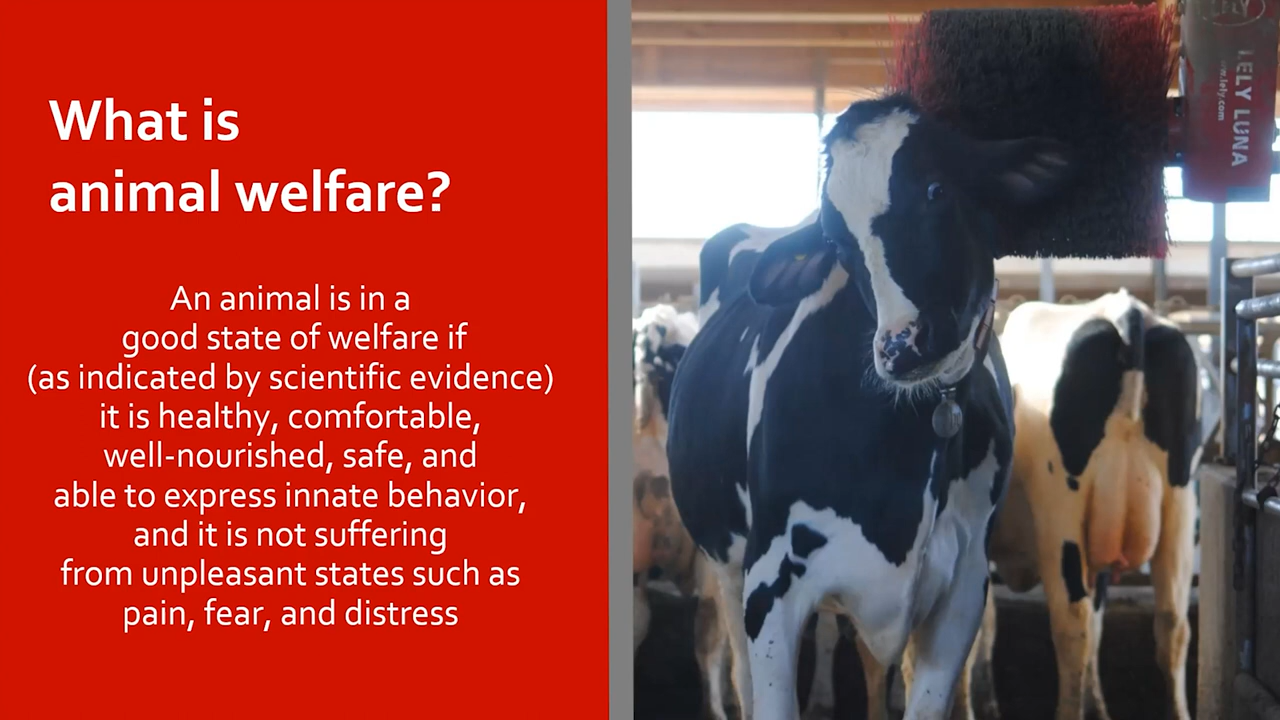 What is
animal welfare?
An animal is in a
good state of welfare if
(as indicated by scientific evidence)
it is healthy, comfortable,
well-nourished, safe, and
able to express innate behavior,
and it is not suffering
from unpleasant states such as
pain, fear, and distress
LELY
LELY LUNA
www.lely.com